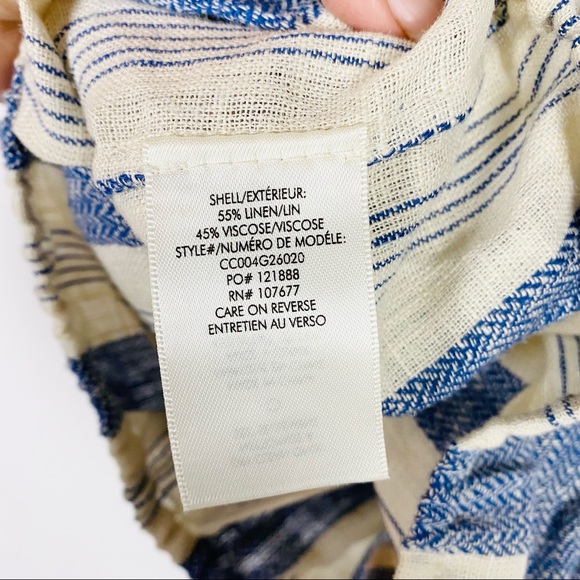 SHELL/EXTÉRIEUR:
55% LINEN/LIN
45% VISCOSE/VISCOSE
STYLE#/NUMÉRO DE MODÉLE:
CC004G26020
PO# 121888
RN# 107677
CARE ON REVERSE
ENTRETIEN AU VERSO